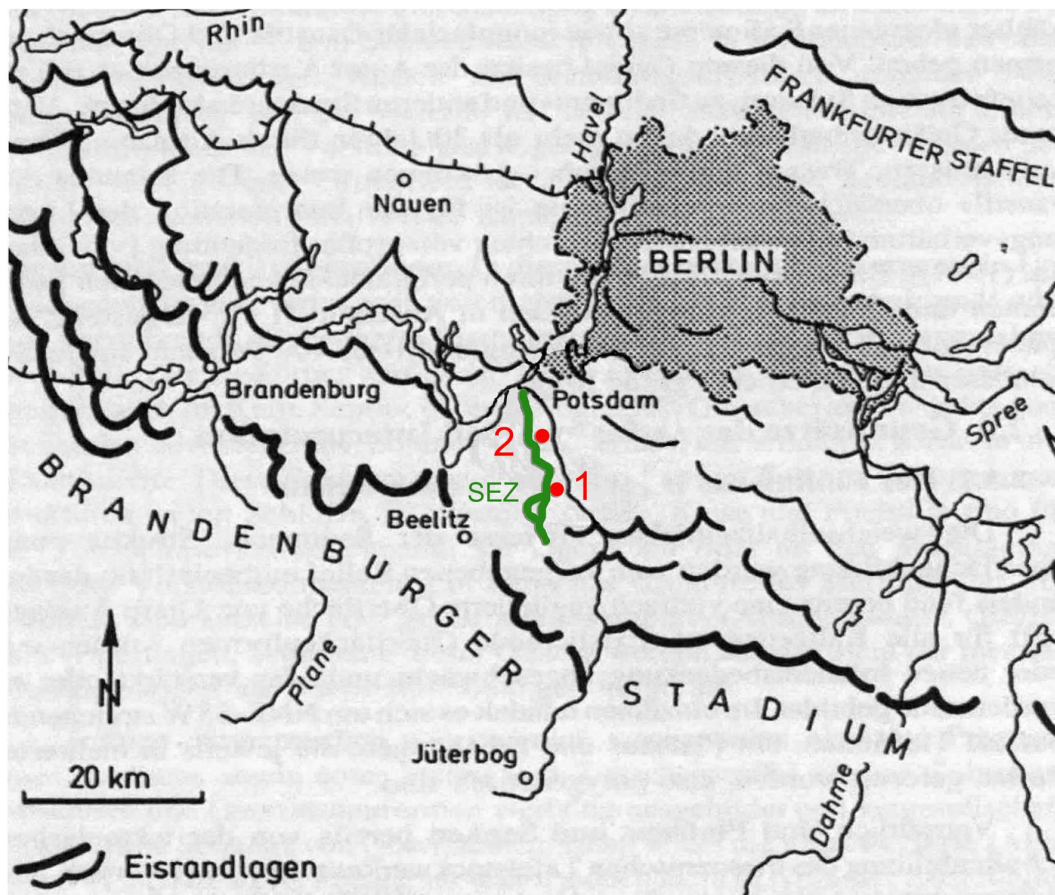 Rhin
Havel
FRANKFURTER STAFFEL
Nauen
BERLIN
Brandenburg
Potsdam
Spree
2
SEZ
1
Beelitz
BRANDENBURGER STADIUM
Plane
N
20 km
Jüterbog
Dahme
Eisrandlagen